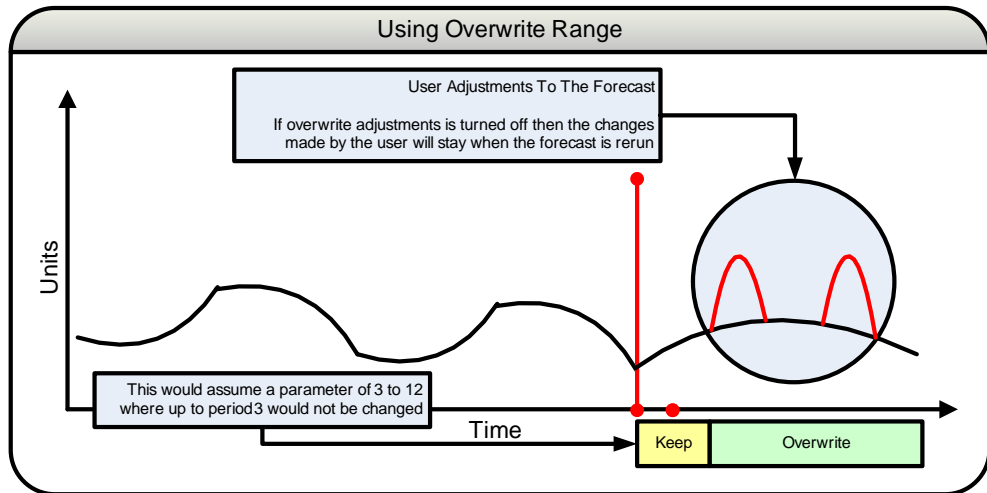 Using Overwrite Range
User Adjustments To The Forecast
If overwrite adjustments is turned off then the changes
made by the user will stay when the forecast is rerun
Units
This would assume a parameter of 3 to 12
where up to period 3 would not be changed
Time
Keep
Overwrite